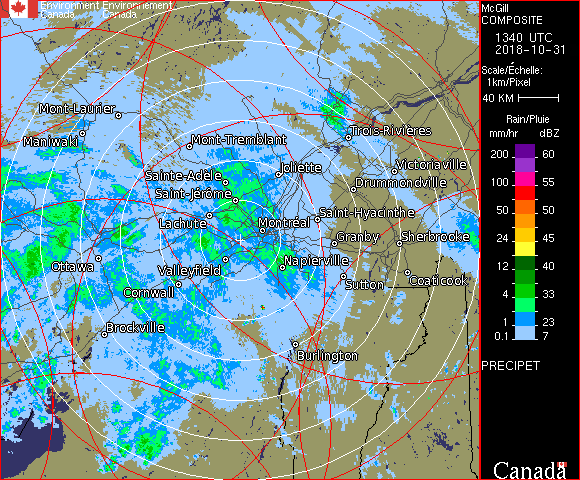 Environment Environnement
Canada Canada
McGill
COMPOSITE
1340 UTC
2018-10-31
Scale/Échelle:
1km/Pixel
40 KM
Rain/Pluie
mm/hr dBZ
200 60
150 55
100 55
50 50
24 45
12 40
4 33
1 23
0.1 7
PRECIPET
Canada
Mont-Laurier
Maniwaki
Mont-Tremblant
Trois-Rivières
Joliette
Victoriaville
Sainte-Adèle
Drummondville
Saint-Jérôme
Saint-Hyacinthe
Lachute
Montréal
Granby
Sherbrooke
Ottawa
Valleyfield
Napierville
Cornwall
Sutton
Coaticook
Brockville
Burlington